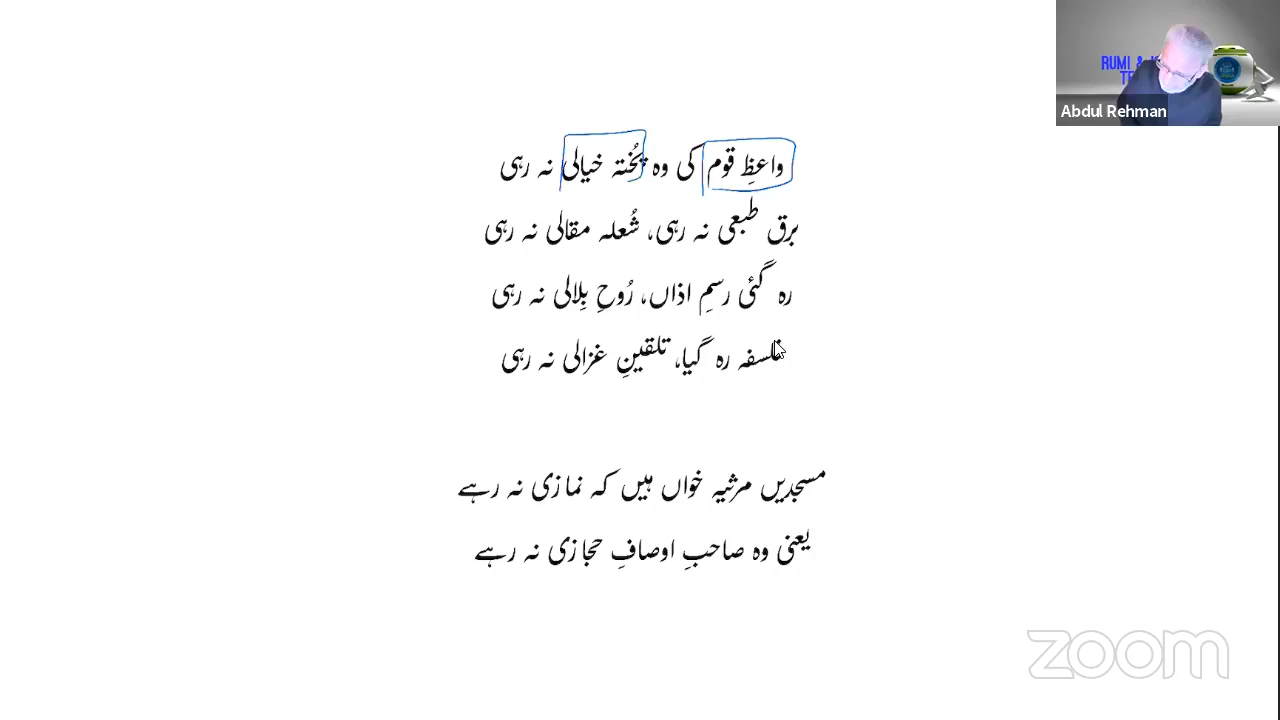 واعظِ قوم کی وہ پُختہ خیالی نہ رہی
برق طبعی نہ رہی، شُعلہ مقالی نہ رہی
رہ گئی رسمِ اذاں، رُوحِ بِلالی نہ رہی
فلسفہ رہ گیا، تلقینِ غزالی نہ رہی
مسجدیں مرثیہ خواں ہیں کہ نمازی نہ رہے
یعنی وہ صاحبِ اوصافِ حجازی نہ رہے
RUMI &
Abdul Rehman
zoom